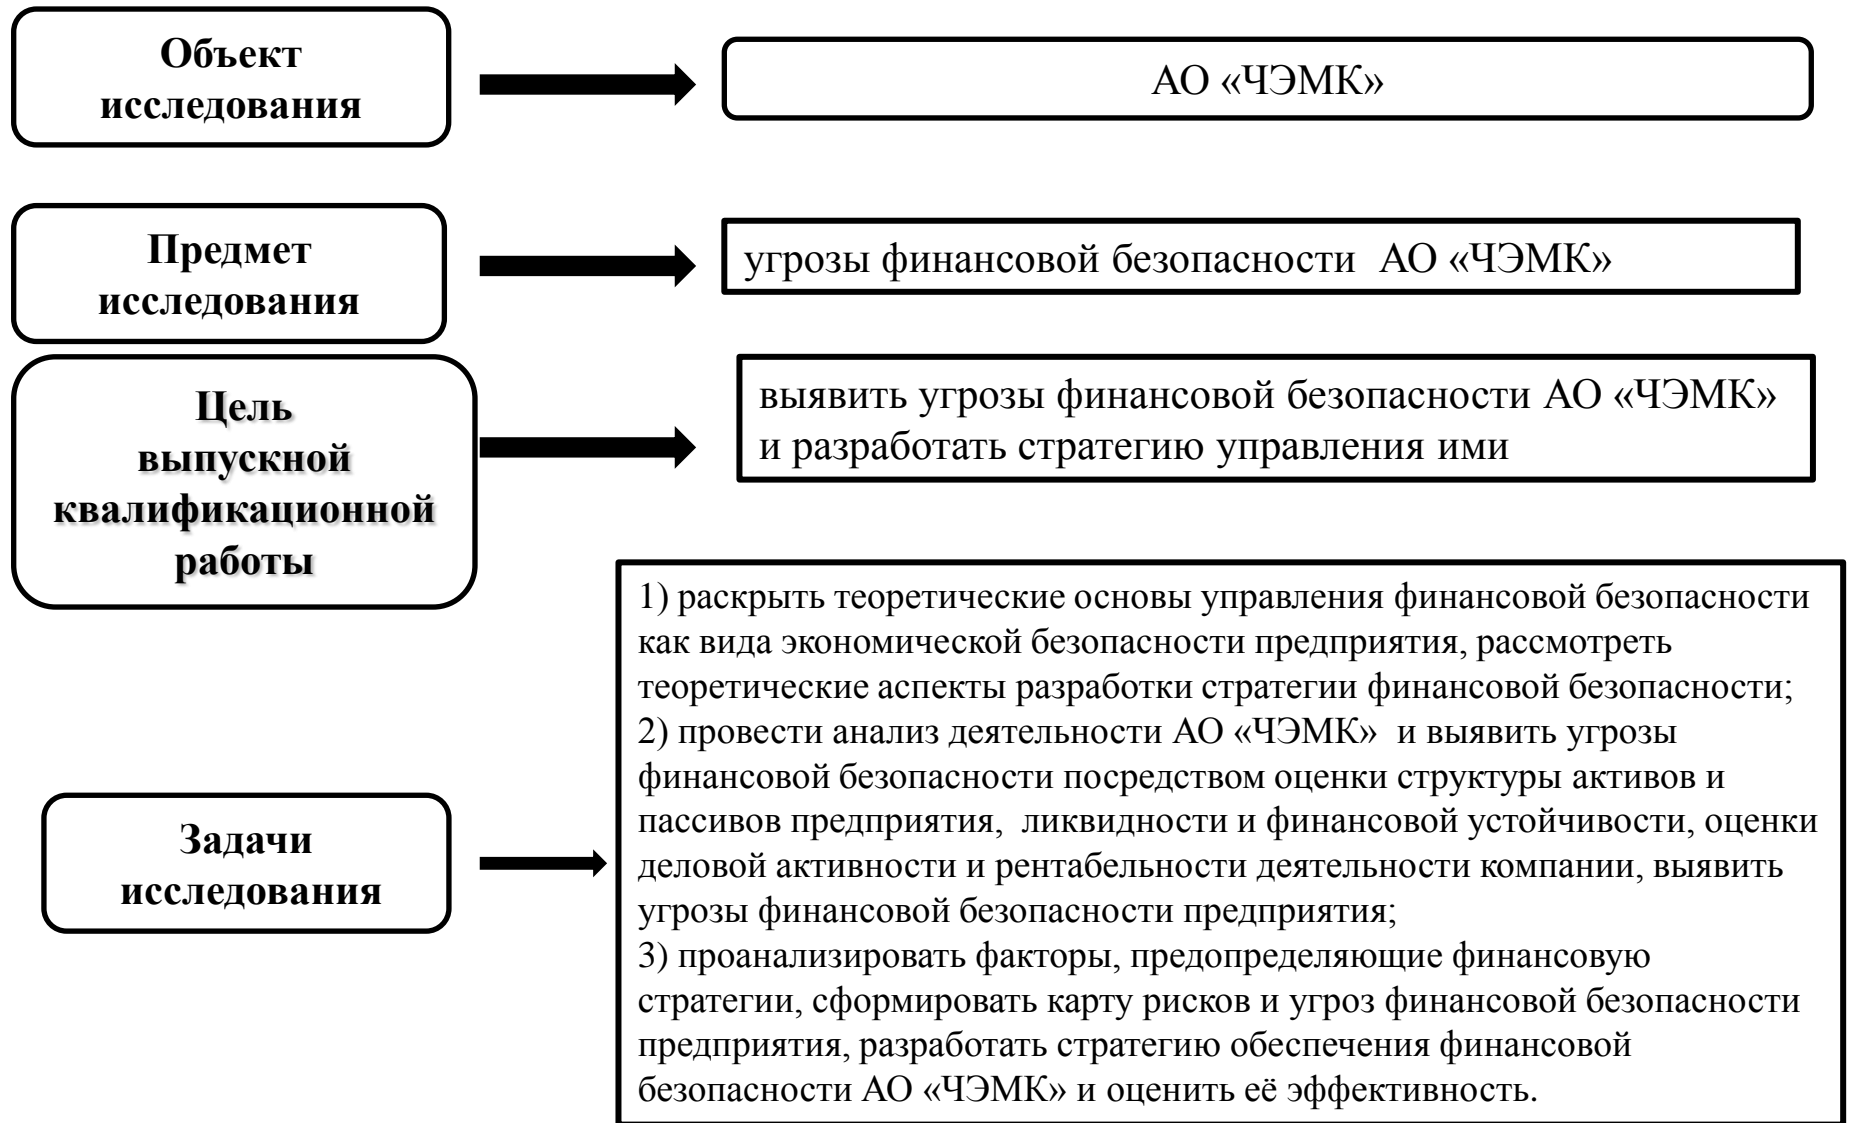 Объект
исследования
АО «ЧЭМК»
Предмет
исследования
угрозы финансовой безопасности  АО «ЧЭМК»
Цель
выпускной
квалификационной
работы
выявить угрозы финансовой безопасности АО «ЧЭМК»
и разработать стратегию управления ими
Задачи
исследования
1) раскрыть теоретические основы управления финансовой безопасности
как вида экономической безопасности предприятия, рассмотреть
теоретические аспекты разработки стратегии финансовой безопасности;
2) провести анализ деятельности АО «ЧЭМК»  и выявить угрозы
финансовой безопасности посредством оценки структуры активов и
пассивов предприятия,  ликвидности и финансовой устойчивости, оценки
деловой активности и рентабельности деятельности компании, выявить
угрозы финансовой безопасности предприятия;
3) проанализировать факторы, предопределяющие финансовую
стратегии, сформировать карту рисков и угроз финансовой безопасности
предприятия, разработать стратегию обеспечения финансовой
безопасности АО «ЧЭМК» и оценить её эффективность.